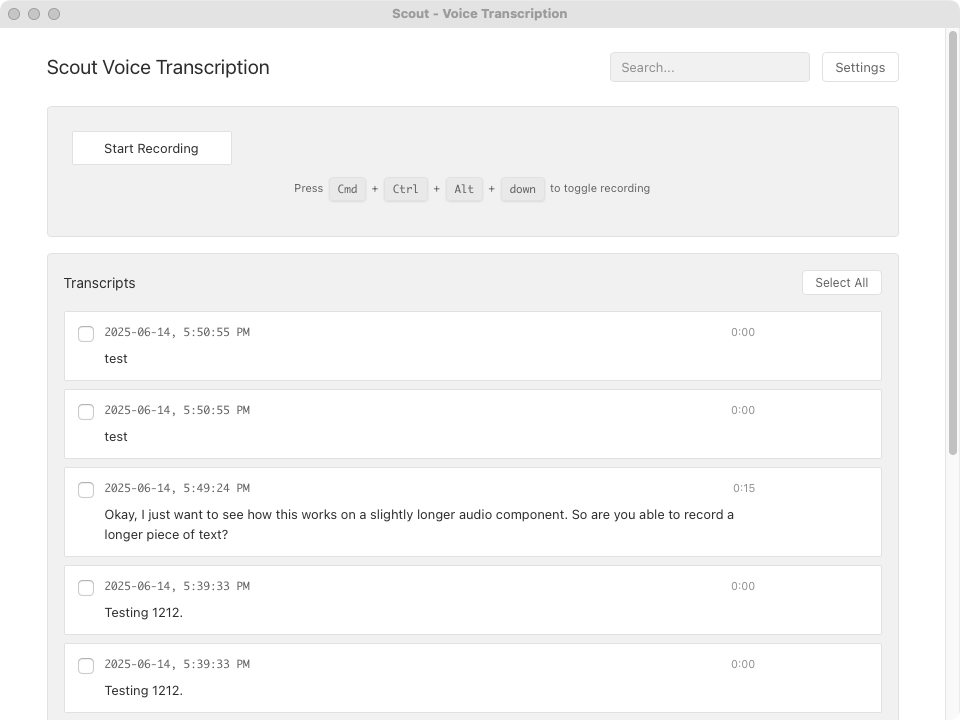 Scout - Voice Transcription
Scout Voice Transcription
Search...
Settings
Start Recording
Press Cmd + Ctrl + Alt + down to toggle recording
Transcripts
Select All
2025-06-14, 5:50:55 PM 0:00
test
2025-06-14, 5:50:55 PM 0:00
test
2025-06-14, 5:49:24 PM 0:15
Okay, I just want to see how this works on a slightly longer audio component. So are you able to record a
longer piece of text?
2025-06-14, 5:39:33 PM 0:00
Testing 1212.
2025-06-14, 5:39:33 PM 0:00
Testing 1212.